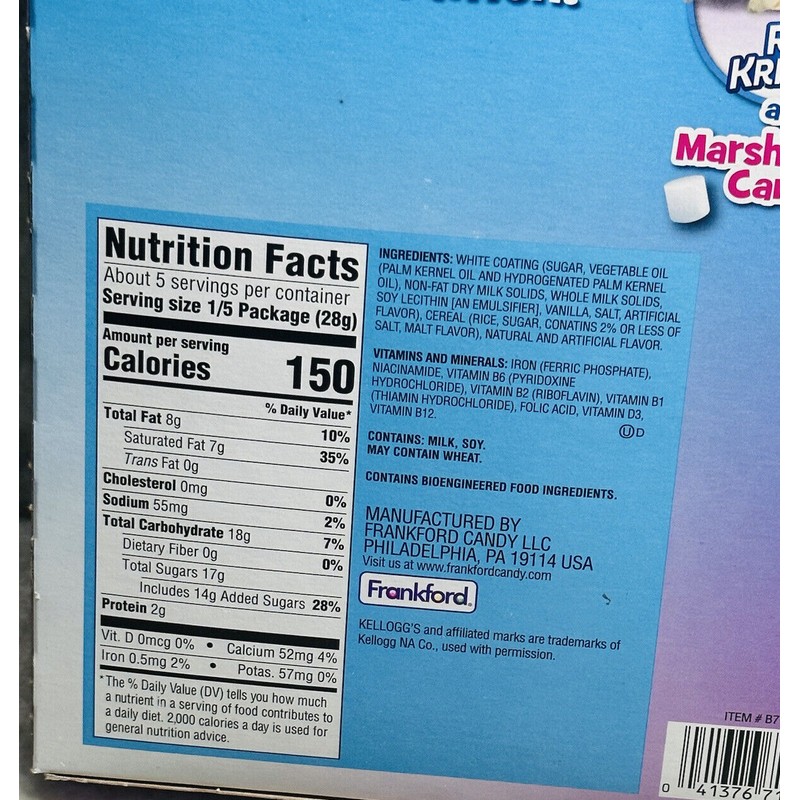 R
KRI
a
Marsh
Ca
Nutrition Facts
About 5 servings per container
Serving size 1/5 Package (28g)
Amount per serving
Calories 150
% Daily Value*
Total Fat 8g 10%
Saturated Fat 7g 35%
Trans Fat 0g
Cholesterol 0mg 0%
Sodium 55mg 2%
Total Carbohydrate 18g 7%
Dietary Fiber 0g 0%
Total Sugars 17g
Includes 14g Added Sugars 28%
Protein 2g
Vit. D 0mcg 0% • Calcium 52mg 4%
Iron 0.5mg 2% • Potas. 57mg 0%
*The % Daily Value (DV) tells you how much
a nutrient in a serving of food contributes to
a daily diet. 2,000 calories a day is used for
general nutrition advice.
INGREDIENTS: WHITE COATING (SUGAR, VEGETABLE OIL
(PALM KERNEL OIL AND HYDROGENATED PALM KERNEL
OIL), NON-FAT DRY MILK SOLIDS, WHOLE MILK SOLIDS,
SOY LECITHIN [AN EMULSIFIER], VANILLA, SALT, ARTIFICIAL
FLAVOR), CEREAL (RICE, SUGAR, CONATINS 2% OR LESS OF
SALT, MALT FLAVOR), NATURAL AND ARTIFICIAL FLAVOR.
VITAMINS AND MINERALS: IRON (FERRIC PHOSPHATE),
NIACINAMIDE, VITAMIN B6 (PYRIDOXINE
HYDROCHLORIDE), VITAMIN B2 (RIBOFLAVIN), VITAMIN B1
(THIAMIN HYDROCHLORIDE), FOLIC ACID, VITAMIN D3,
VITAMIN B12.
U D
CONTAINS: MILK, SOY.
MAY CONTAIN WHEAT.
CONTAINS BIOENGINEERED FOOD INGREDIENTS.
MANUFACTURED BY
FRANKFORD CANDY LLC
PHILADELPHIA, PA 19114 USA
Visit us at www.frankfordcandy.com
Frankford®
KELLOGG'S and affiliated marks are trademarks of
Kellogg NA Co., used with permission.
ITEM # B7
0 41376 71